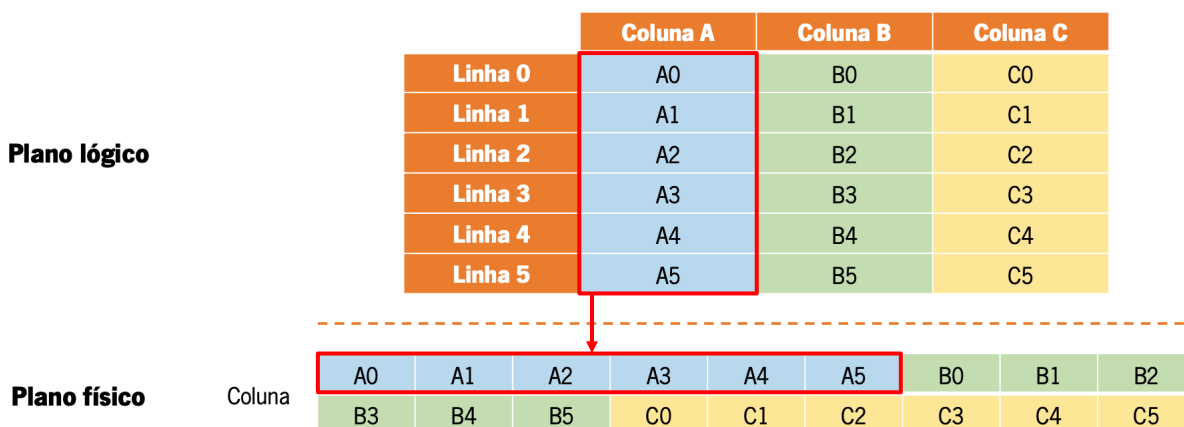 Coluna A Coluna B Coluna C
Linha 0 A0 B0 C0
Linha 1 A1 B1 C1
Plano lógico Linha 2 A2 B2 C2
Linha 3 A3 B3 C3
Linha 4 A4 B4 C4
Linha 5 A5 B5 C5
Plano físico Coluna A0 A1 A2 A3 A4 A5 B0 B1 B2
B3 B4 B5 C0 C1 C2 C3 C4 C5